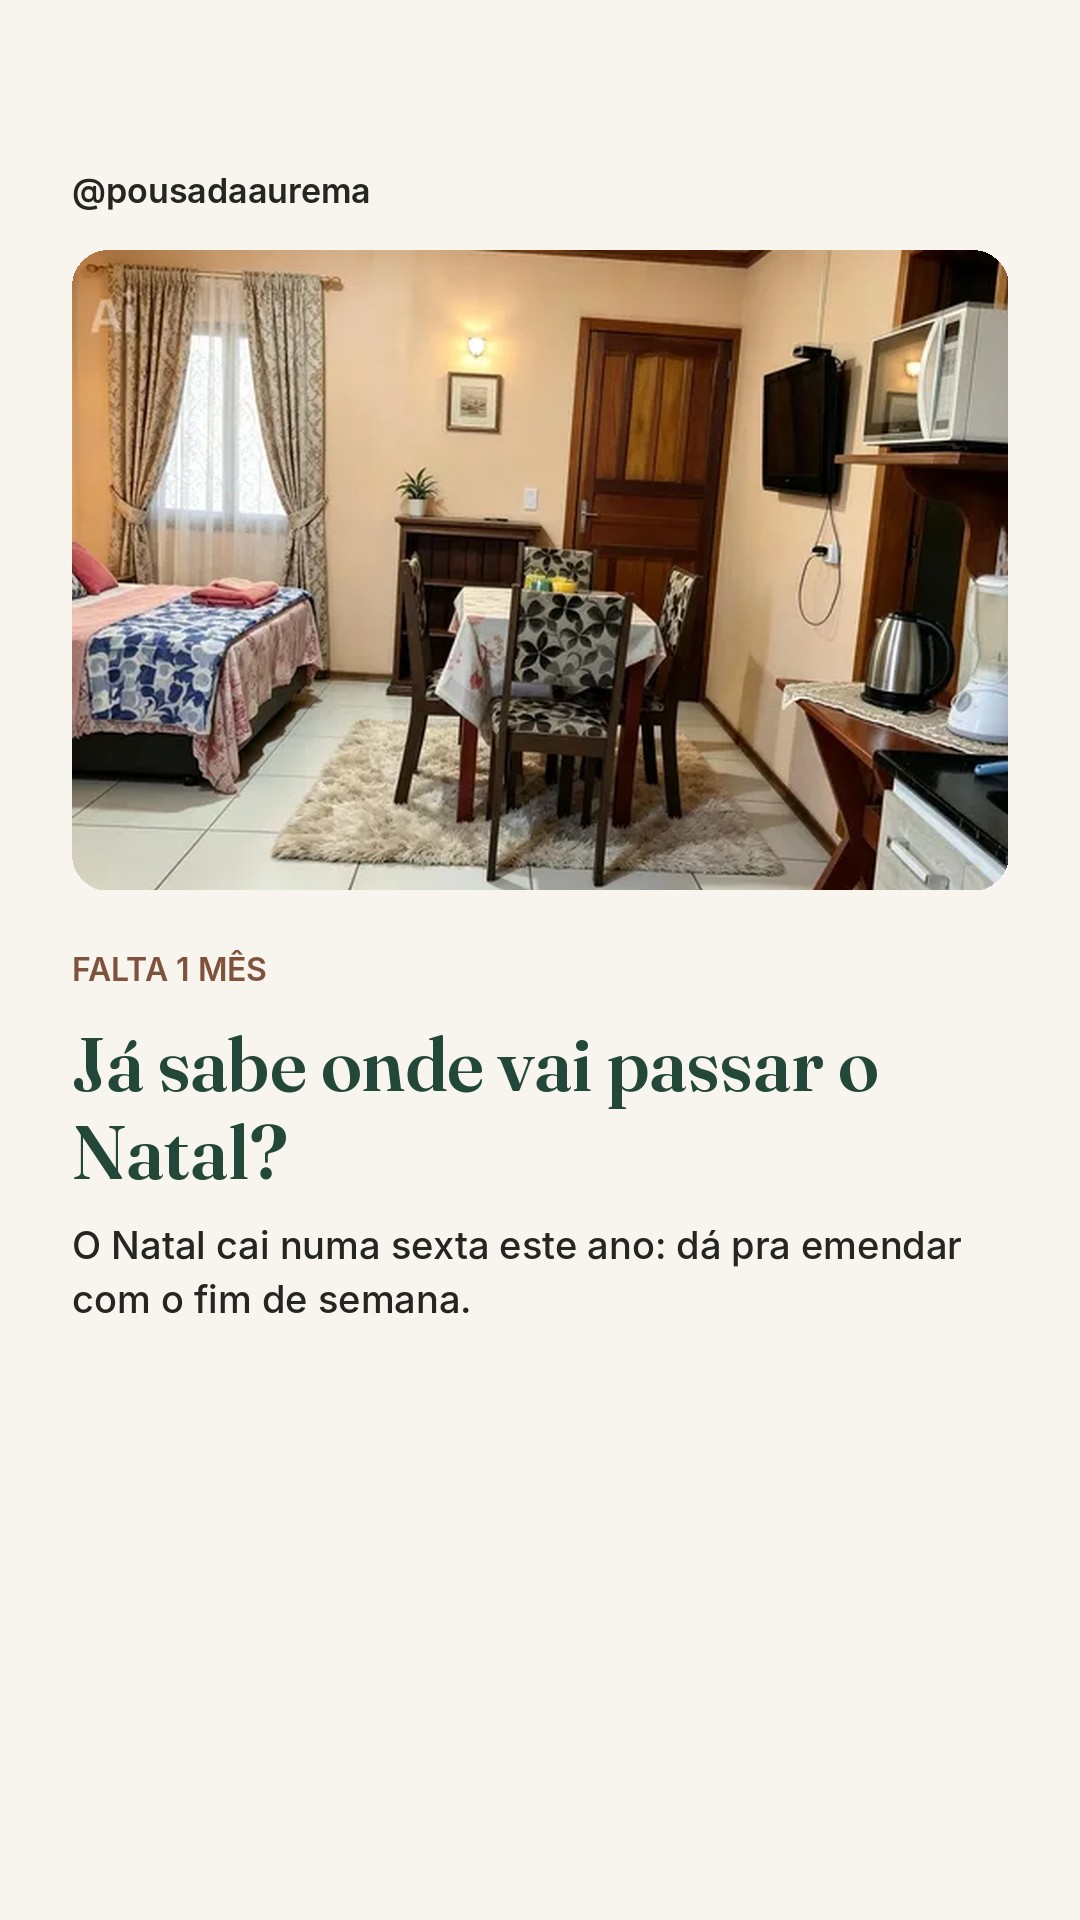 @pousadaaurema
Ai
FALTA 1 MÊS
Já sabe onde vai passar o
Natal?
O Natal cai numa sexta este ano: dá pra emendar
com o fim de semana.